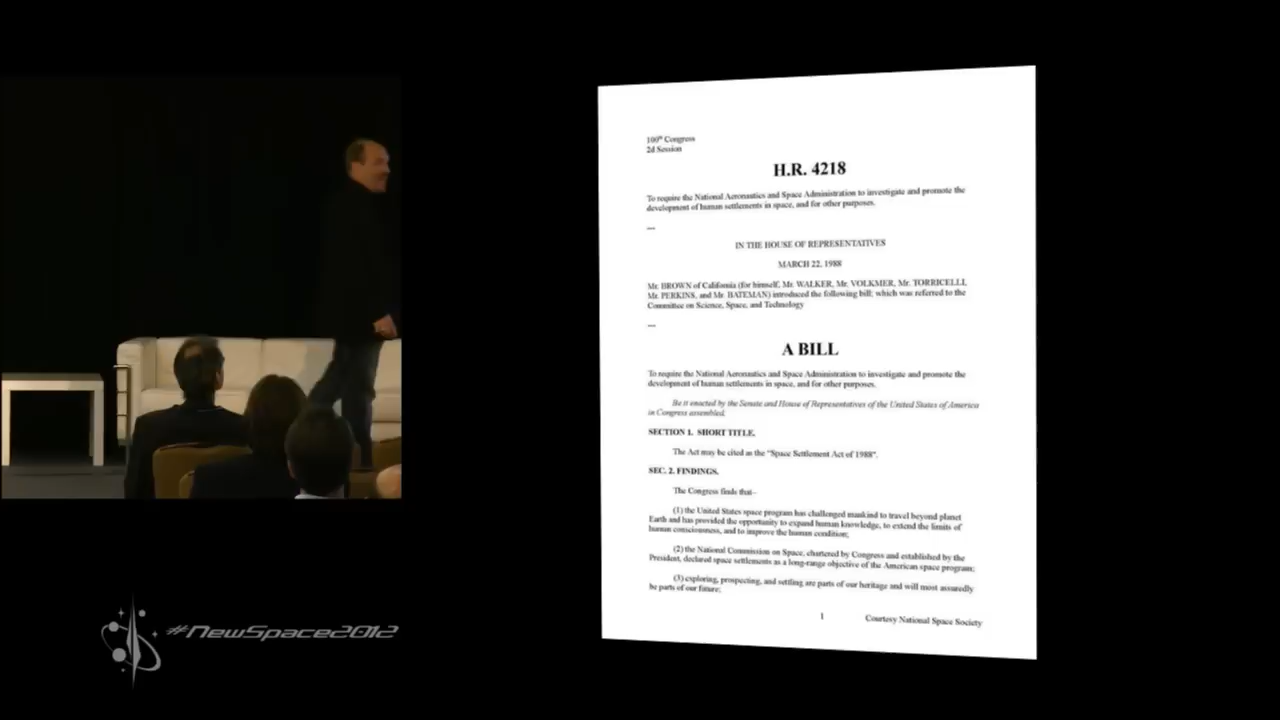 100th Congress
2d Session
H.R. 4218
To require the National Aeronautics and Space Administration to investigate and promote the
development of human settlements in space, and for other purposes.
---
IN THE HOUSE OF REPRESENTATIVES
MARCH 22, 1988
Mr. BROWN of California (for himself, Mr. WALKER, Mr. VOLKMER, Mr. TORRICELLI,
Mr. PERKINS, and Mr. BATEMAN) introduced the following bill; which was referred to the
Committee on Science, Space, and Technology
---
A BILL
To require the National Aeronautics and Space Administration to investigate and promote the
development of human settlements in space, and for other purposes.
Be it enacted by the Senate and House of Representatives of the United States of America
in Congress assembled.
SECTION 1. SHORT TITLE.
The Act may be cited as the "Space Settlement Act of 1988".
SEC. 2. FINDINGS.
The Congress finds that–
(1) the United States space program has challenged mankind to travel beyond planet
Earth and has provided the opportunity to expand human knowledge, to extend the limits of
human consciousness, and to improve the human condition;
(2) the National Commission on Space, chartered by Congress and established by the
President, declared space settlements as a long-range objective of the American space program;
(3) exploring, prospecting, and settling are parts of our heritage and will most assuredly
be parts of our future;
1 Courtesy National Space Society
#NewSpace2012